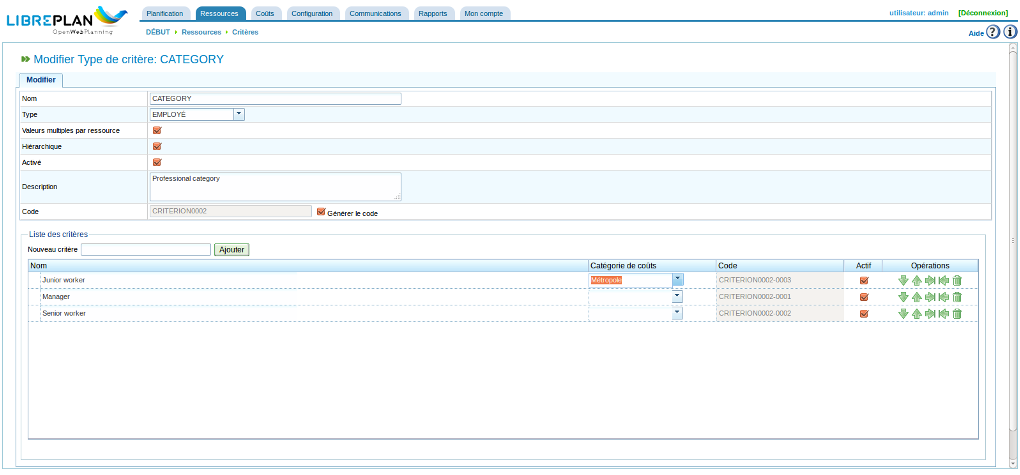 LIBREPLAN
OpenWebPlanning
Planification Ressources Coûts Configuration Communications Rapports Mon compte
utilisateur: admin [Déconnexion]
DÉBUT Ressources Critères
Aide ? i
Modifier Type de critère: CATEGORY
Modifier
Nom CATEGORY
Type EMPLOYÉ
Valeurs multiples par ressource
Hiérarchique
Activé
Description Professional category
Code CRITERION0002 Générer le code
Liste des critères
Nouveau critère Ajouter
Nom Catégorie de coûts Code Actif Opérations
Junior worker Métropole CRITERION0002-0003
Manager CRITERION0002-0001
Senior worker CRITERION0002-0002